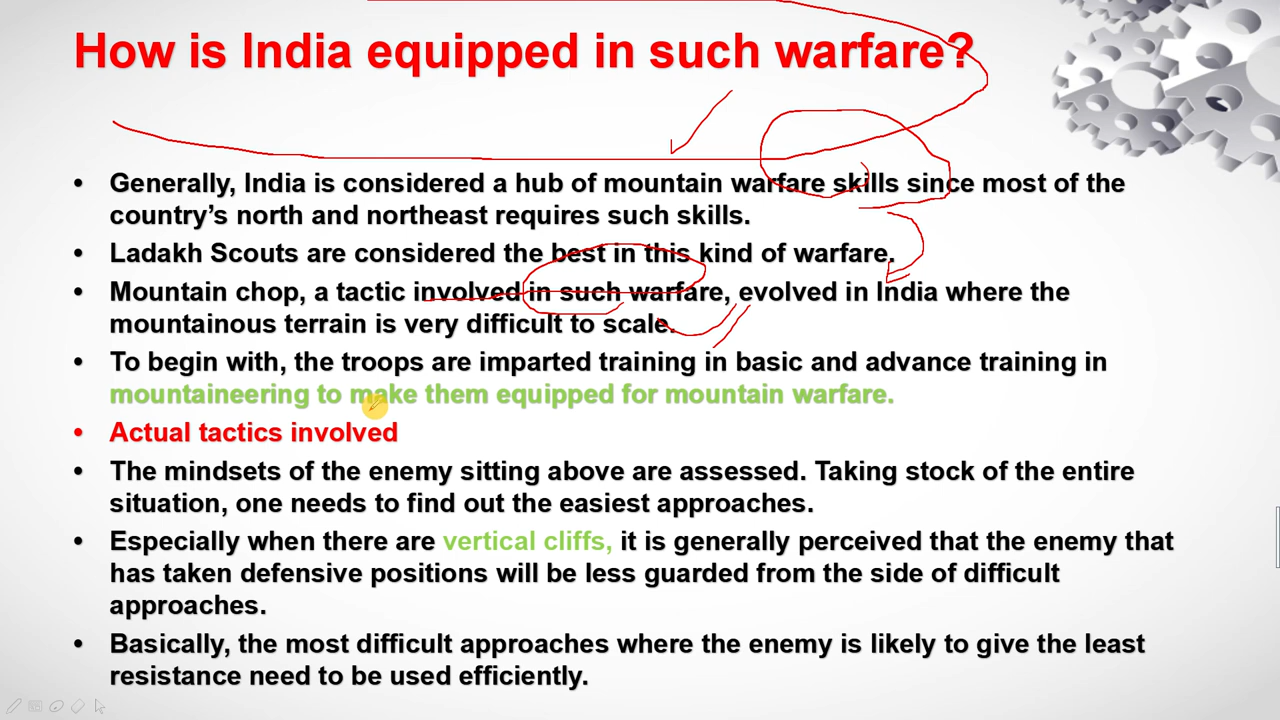 How is India equipped in such warfare?
• Generally, India is considered a hub of mountain warfare skills since most of the
country's north and northeast requires such skills.
• Ladakh Scouts are considered the best in this kind of warfare.
• Mountain chop, a tactic involved in such warfare, evolved in India where the
mountainous terrain is very difficult to scale.
• To begin with, the troops are imparted training in basic and advance training in
mountaineering to make them equipped for mountain warfare.
• Actual tactics involved
• The mindsets of the enemy sitting above are assessed. Taking stock of the entire
situation, one needs to find out the easiest approaches.
• Especially when there are vertical cliffs, it is generally perceived that the enemy that
has taken defensive positions will be less guarded from the side of difficult
approaches.
• Basically, the most difficult approaches where the enemy is likely to give the least
resistance need to be used efficiently.